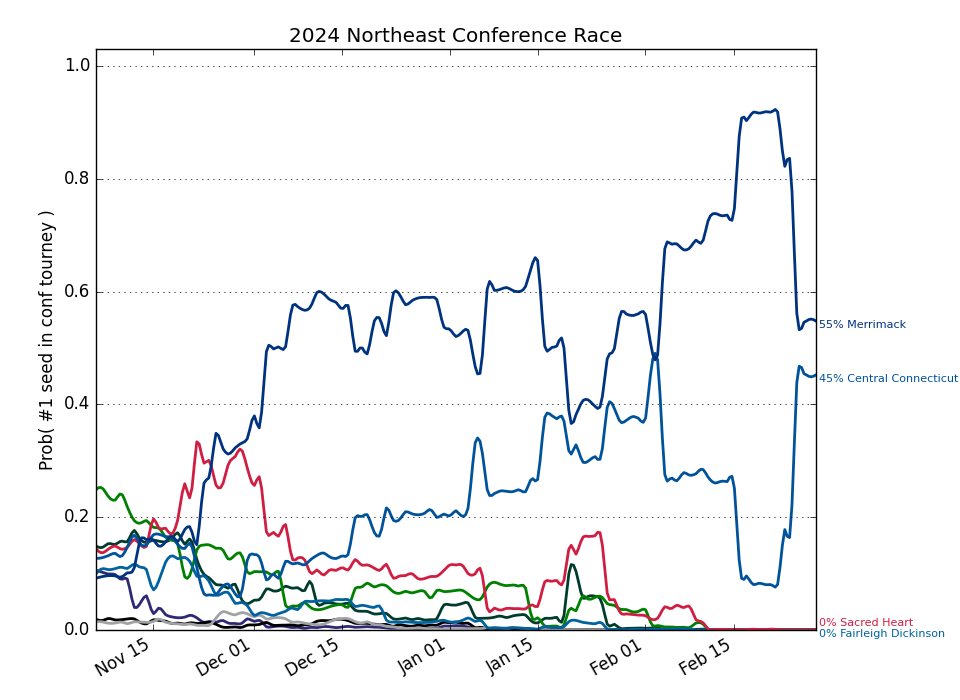 2024 Northeast Conference Race
Prob( #1 seed in conf tourney )
1.0
0.8
0.6
0.4
0.2
0.0
55% Merrimack
45% Central Connecticut
0% Sacred Heart
0% Fairleigh Dickinson
Nov 15
Dec 01
Dec 15
Jan 01
Jan 15
Feb 01
Feb 15